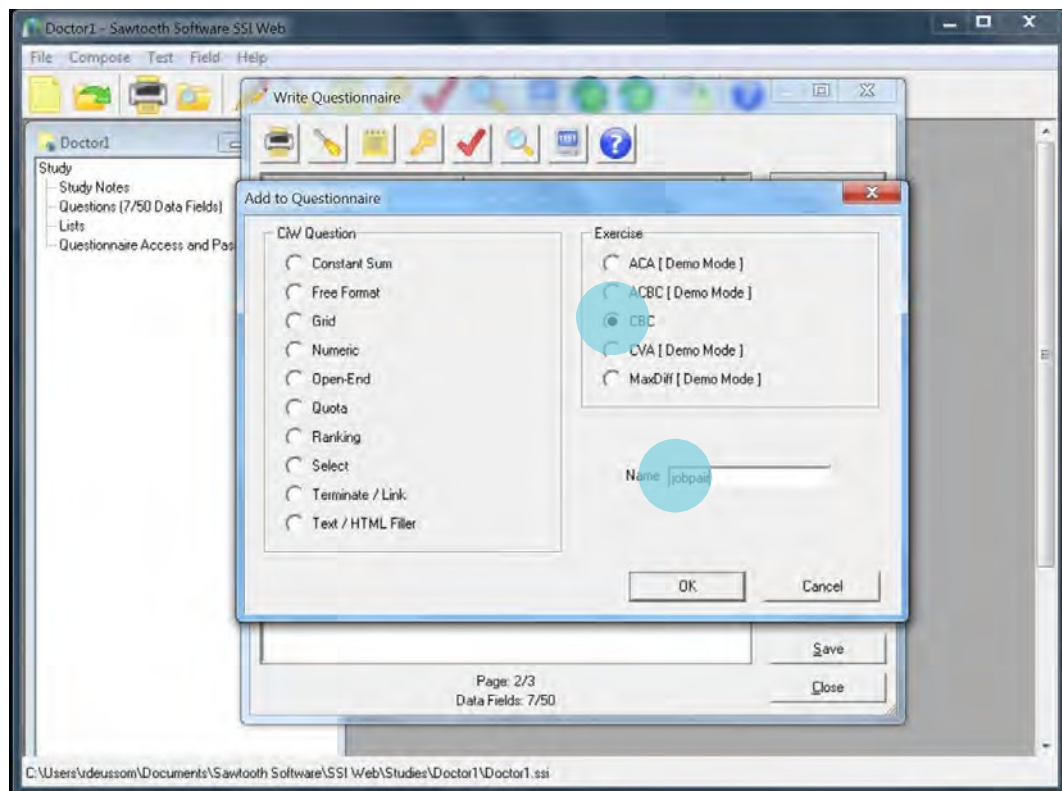 Doctor1 - Sawtooth Software SSI Web
File Compose Test Field Help
Write Questionnaire
Doctor1
Study
Study Notes
Questions (7/50 Data Fields)
Lists
Questionnaire Access and Pas
Add to Questionnaire
CiW Question
Constant Sum
Free Format
Grid
Numeric
Open-End
Quota
Ranking
Select
Terminate / Link
Text / HTML Filler
Exercise
ACA [ Demo Mode ]
ACBC [ Demo Mode ]
CBC
CVA [ Demo Mode ]
MaxDiff [ Demo Mode ]
Name jobpair
OK Cancel
Save
Page: 2/3
Data Fields: 7/50
Close
C:\Users\rdeussom\Documents\Sawtooth Software\SSI Web\Studies\Doctor1\Doctor1.ssi